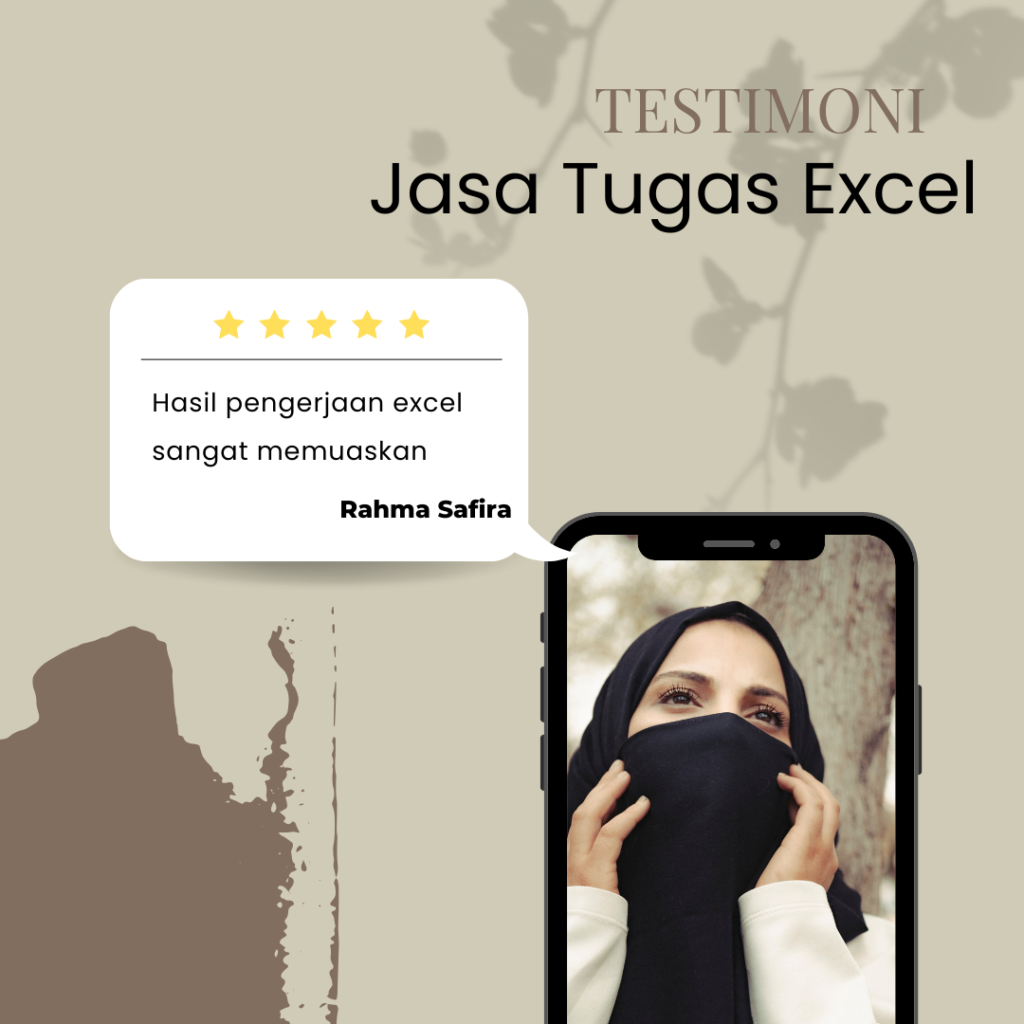 TESTIMONI
Jasa Tugas Excel
Hasil pengerjaan excel
sangat memuaskan
Rahma Safira